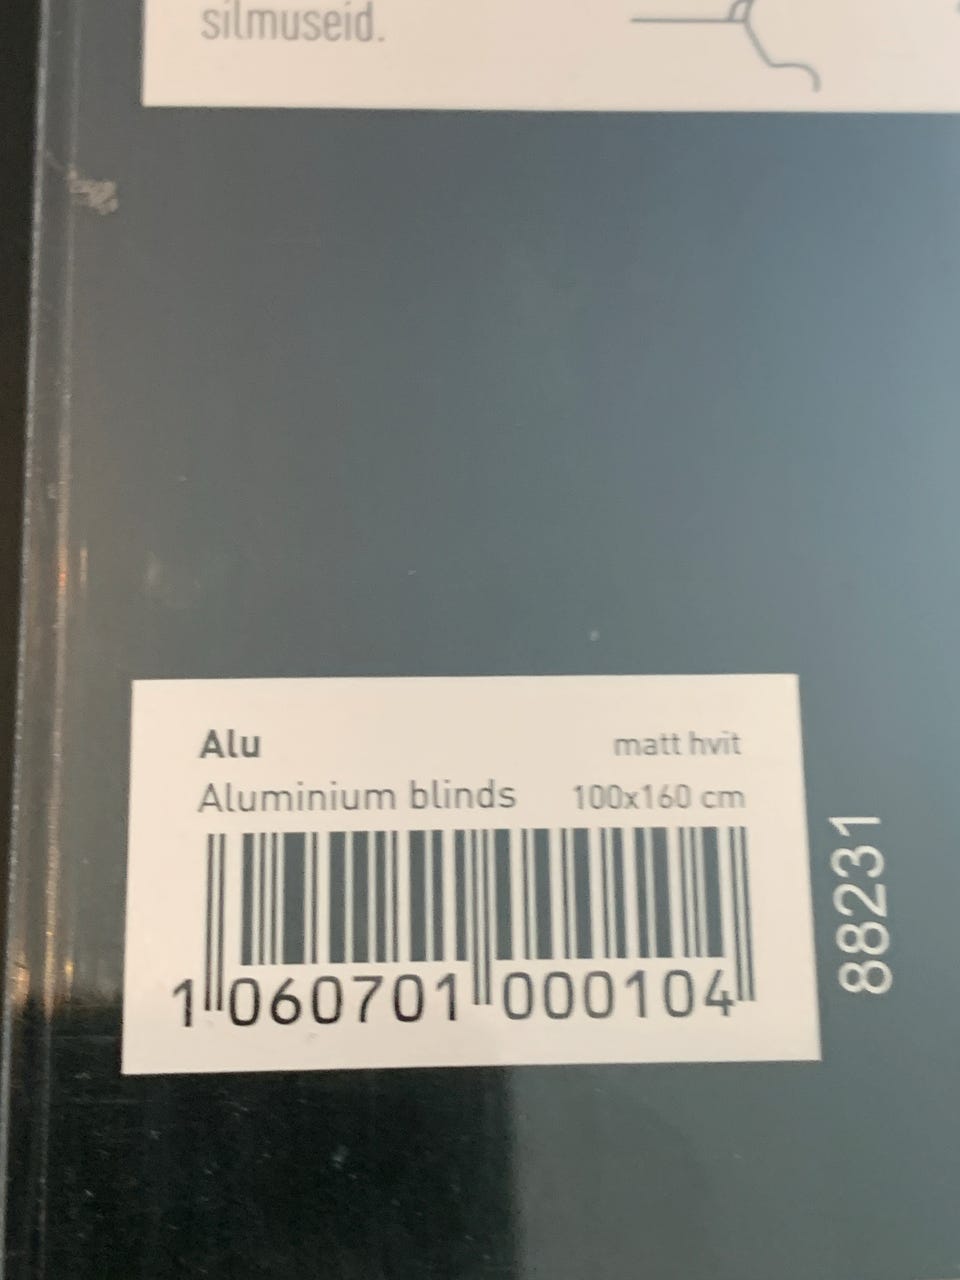 silmuseid.
Alu
matt hvit
Aluminium blinds
100x160 cm
1 060701 000104
88231